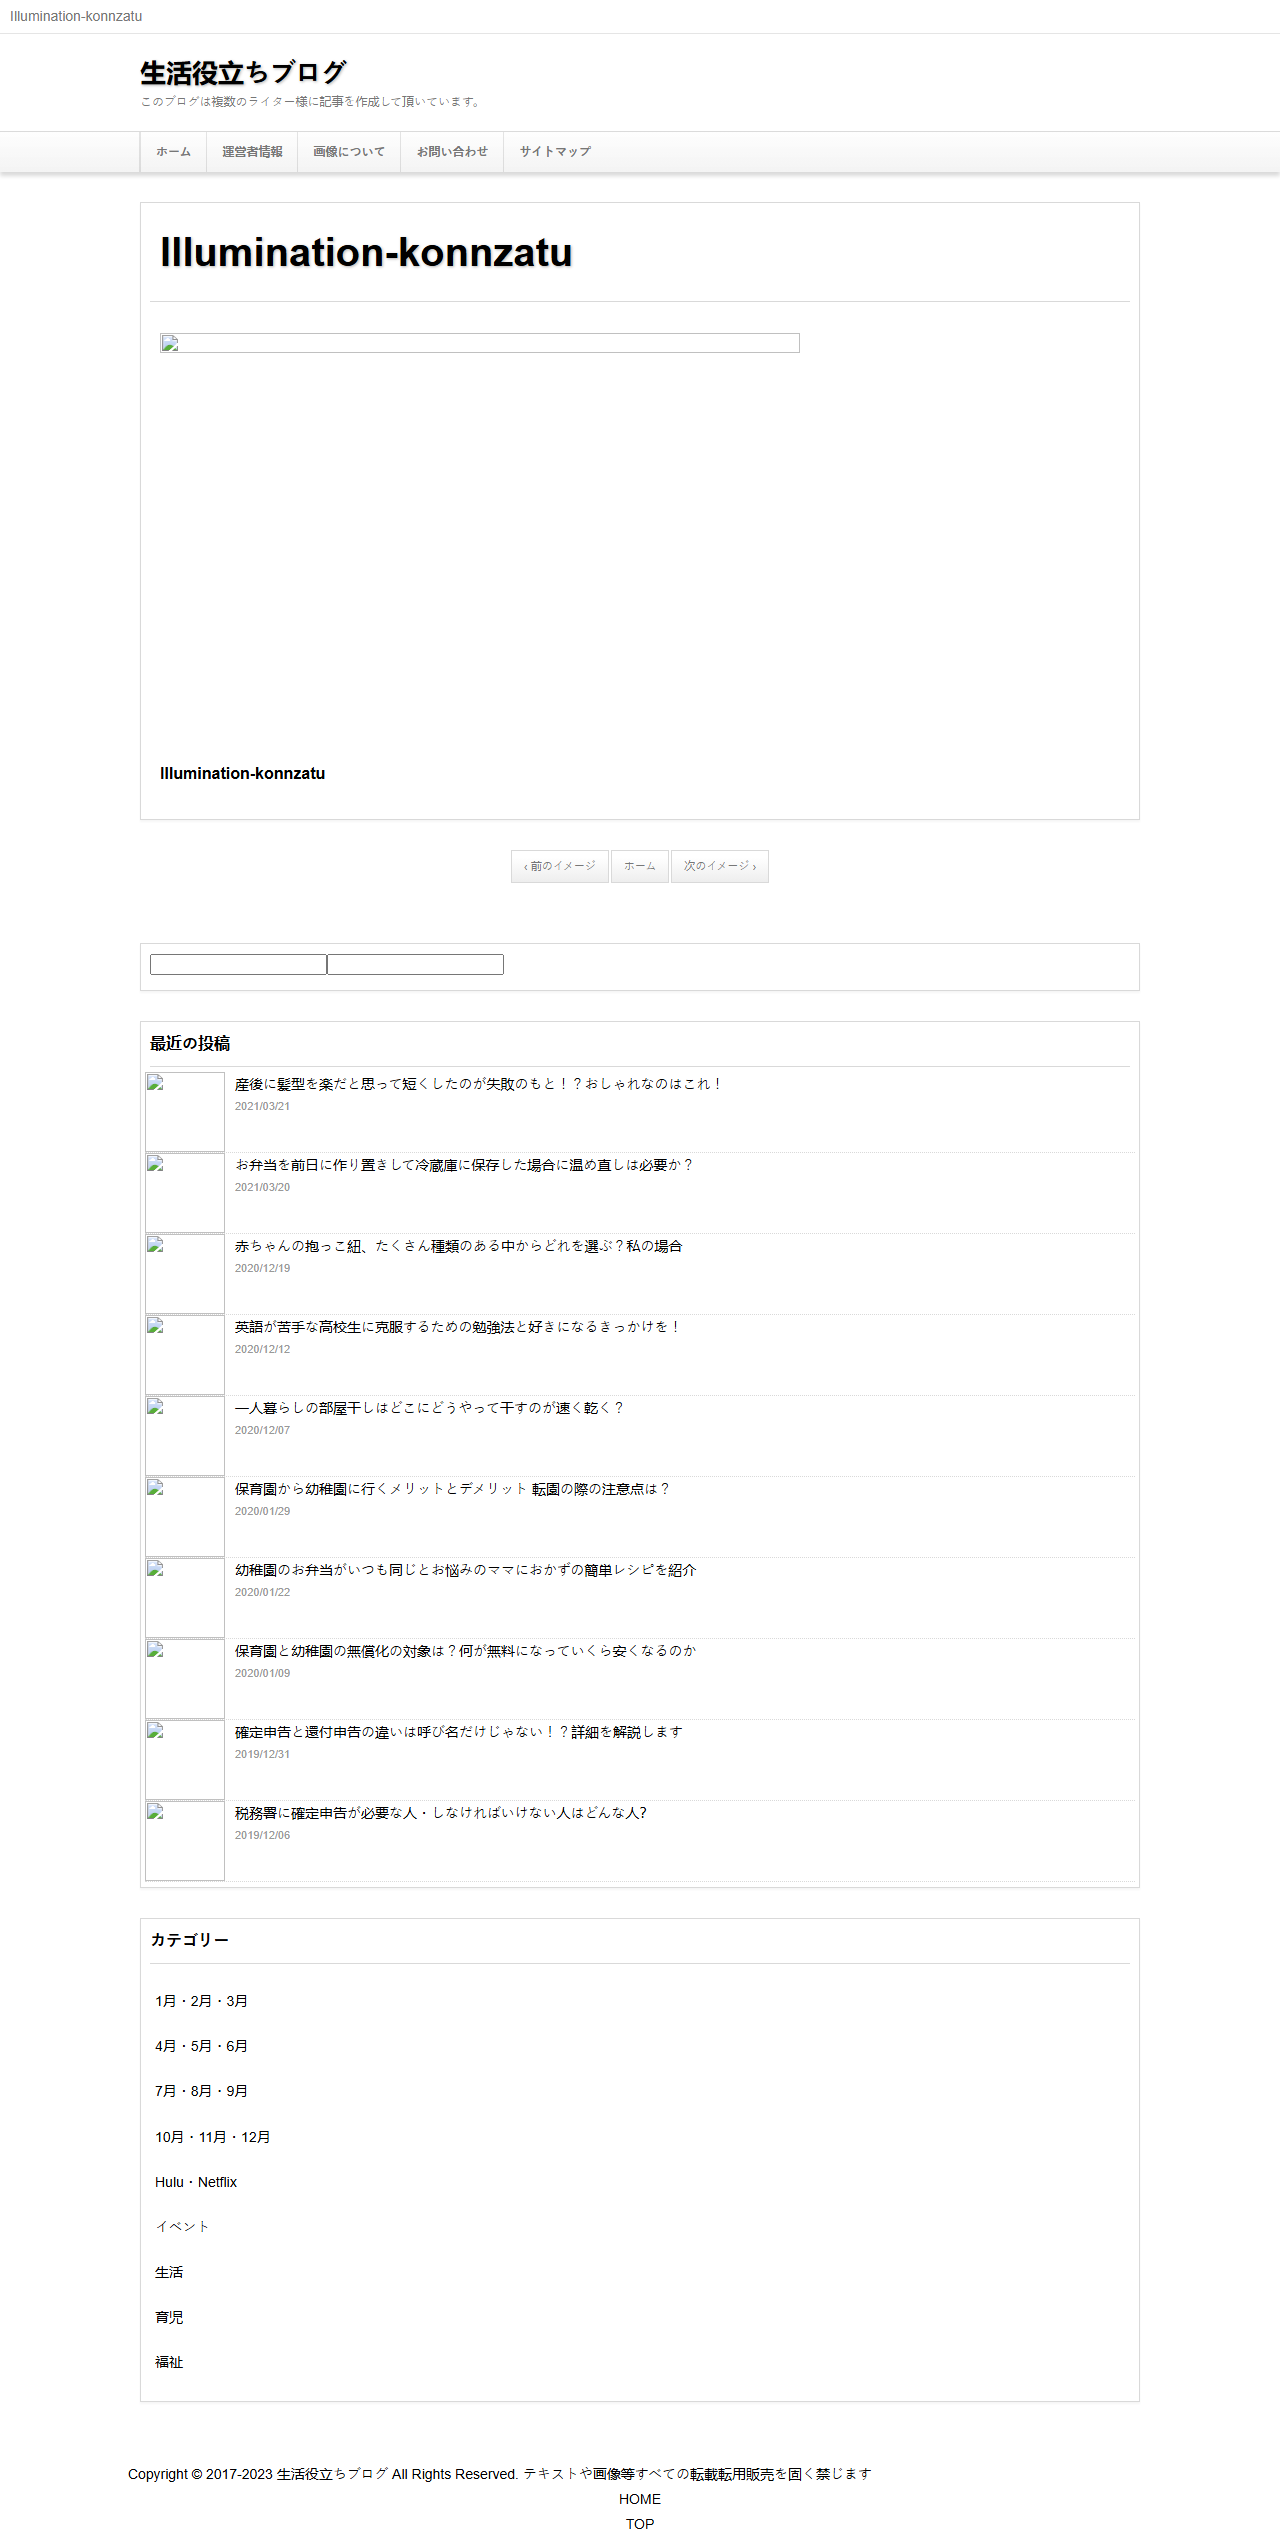 Illumination-konnzatu
生活役立ちブログ
このブログは複数のライター様に記事を作成して頂いています。
ホーム
運営者情報
画像について
お問い合わせ
サイトマップ
Illumination-konnzatu
Illumination-konnzatu
‹ 前のイメージ
ホーム
次のイメージ ›
最近の投稿
産後に髪型を楽だと思って短くしたのが失敗のもと！？おしゃれなのはこれ！
2021/03/21
お弁当を前日に作り置きして冷蔵庫に保存した場合に温め直しは必要か？
2021/03/20
赤ちゃんの抱っこ紐、たくさん種類のある中からどれを選ぶ？私の場合
2020/12/19
英語が苦手な高校生に克服するための勉強法と好きになるきっかけを！
2020/12/12
一人暮らしの部屋干しはどこにどうやって干すのが速く乾く？
2020/12/07
保育園から幼稚園に行くメリットとデメリット 転園の際の注意点は？
2020/01/29
幼稚園のお弁当がいつも同じとお悩みのママにおかずの簡単レシピを紹介
2020/01/22
保育園と幼稚園の無償化の対象は？何が無料になっていくら安くなるのか
2020/01/09
確定申告と還付申告の違いは呼び名だけじゃない！？詳細を解説します
2019/12/31
税務署に確定申告が必要な人・しなければいけない人はどんな人?
2019/12/06
カテゴリー
1月・2月・3月
4月・5月・6月
7月・8月・9月
10月・11月・12月
Hulu・Netflix
イベント
生活
育児
福祉
Copyright © 2017-2023 生活役立ちブログ All Rights Reserved. テキストや画像等すべての転載転用販売を固く禁じます
HOME
TOP